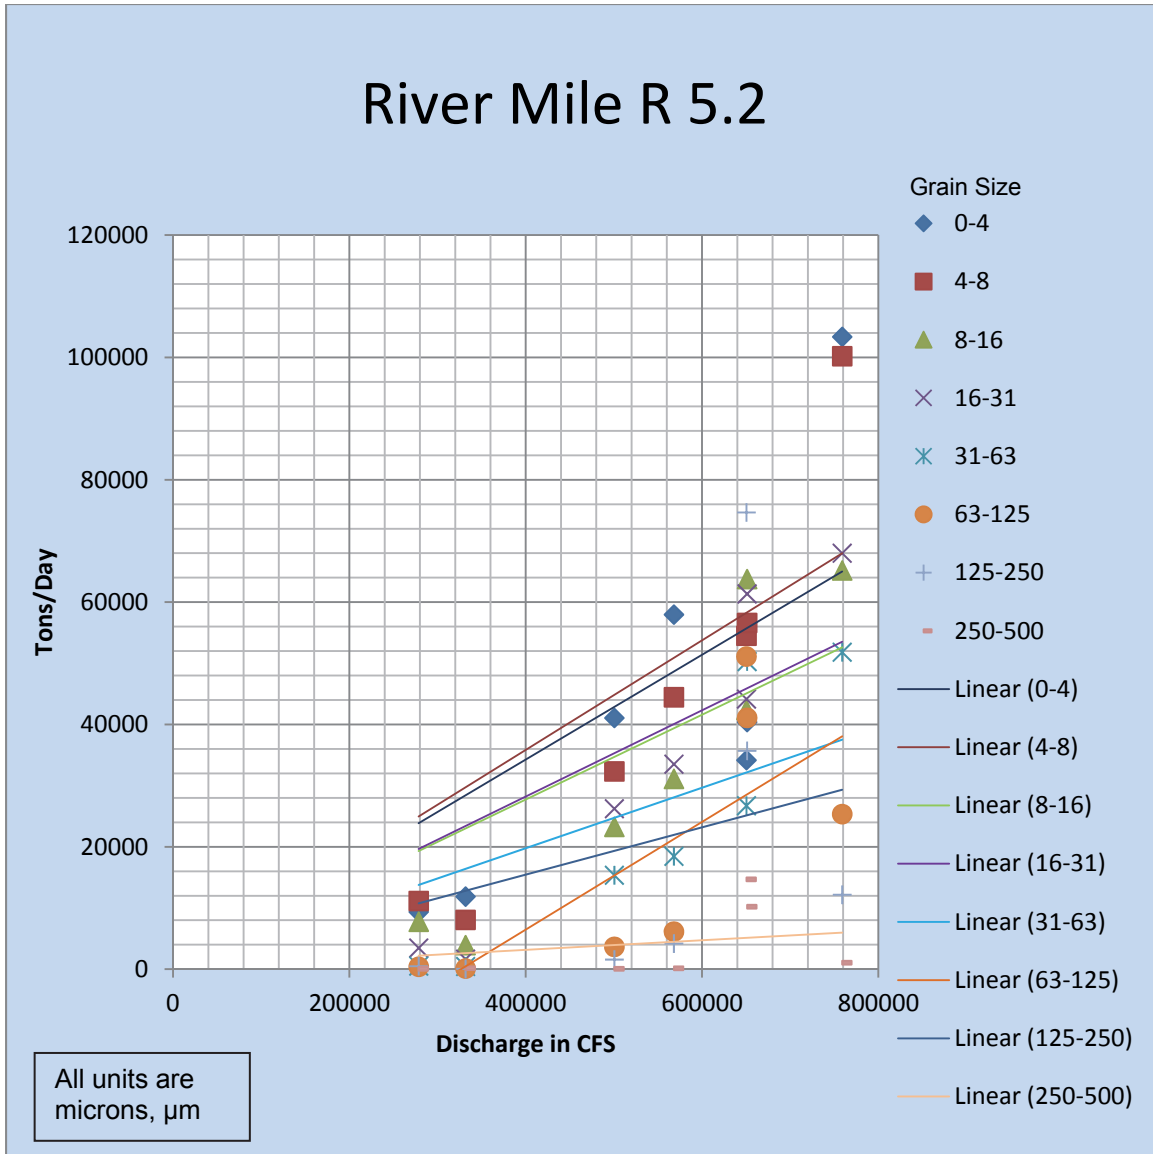 River Mile R 5.2
Grain Size
0-4
4-8
8-16
16-31
31-63
63-125
125-250
250-500
Linear (0-4)
Linear (4-8)
Linear (8-16)
Linear (16-31)
Linear (31-63)
Linear (63-125)
Linear (125-250)
Linear (250-500)
120000
100000
80000
60000
40000
20000
0
Tons/Day
0 200000 400000 600000 800000
Discharge in CFS
All units are
microns, µm